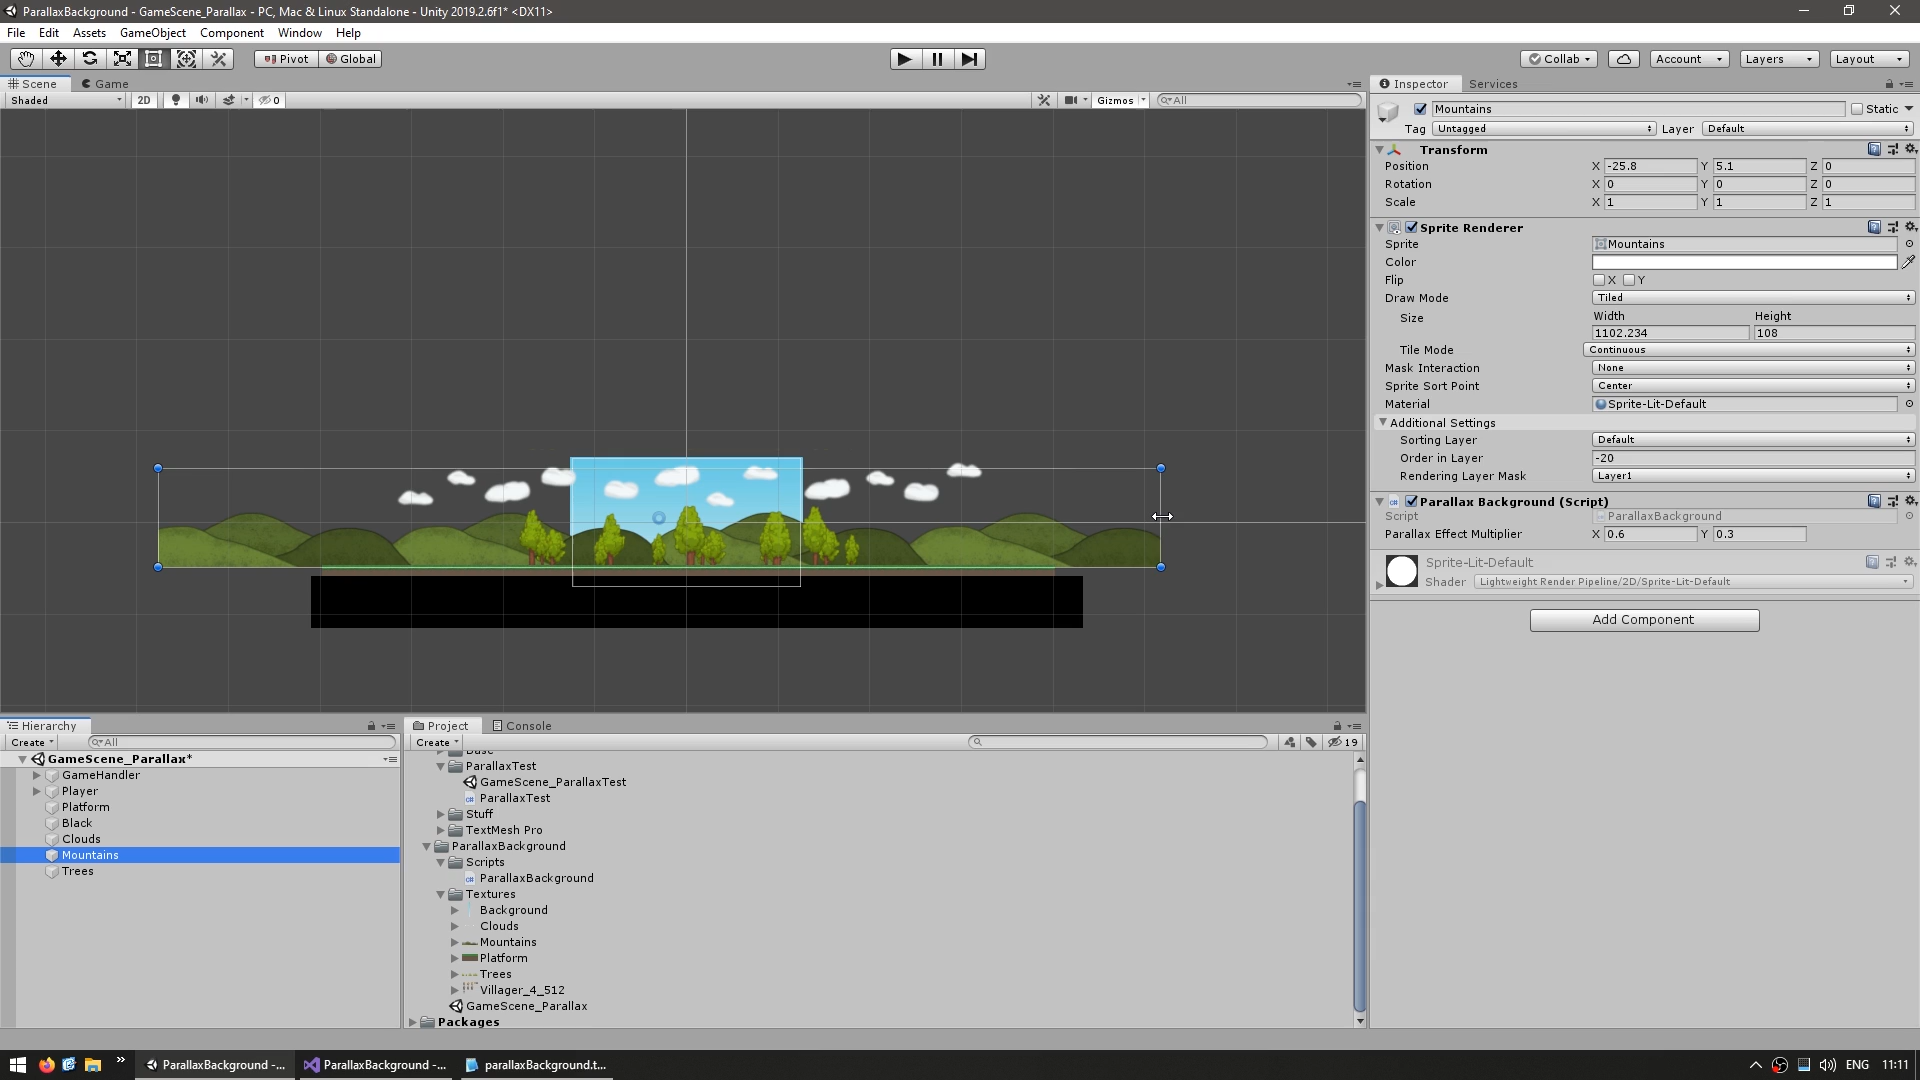 ParallaxBackground - GameScene_Parallax - PC, Mac & Linux Standalone - Unity 2019.2.6f1* <DX11>
File Edit Assets GameObject Component Window Help
Pivot Global Collab Account Layers Layout
Scene Game Inspector Services
Shaded 2D 0 Gizmos All
Mountains Static
Tag Untagged Layer Default
Transform
Position X -25.8 Y 5.1 Z 0
Rotation X 0 Y 0 Z 0
Scale X 1 Y 1 Z 1
Sprite Renderer
Sprite Mountains
Color
Flip X Y
Draw Mode Tiled
Size Width Height
1102.234 108
Tile Mode Continuous
Mask Interaction None
Sprite Sort Point Center
Material Sprite-Lit-Default
Additional Settings
Sorting Layer Default
Order in Layer -20
Rendering Layer Mask Layer1
Parallax Background (Script)
Script ParallaxBackground
Parallax Effect Multiplier X 0.6 Y 0.3
Sprite-Lit-Default
Shader Lightweight Render Pipeline/2D/Sprite-Lit-Default
Add Component
Hierarchy
Create All
GameScene_Parallax*
GameHandler
Player
Platform
Black
Clouds
Mountains
Trees
Project Console
Create 19
ParallaxTest
GameScene_ParallaxTest
ParallaxTest
Stuff
TextMesh Pro
ParallaxBackground
Scripts
ParallaxBackground
Textures
Background
Clouds
Mountains
Platform
Trees
Villager_4_512
GameScene_Parallax
Packages
ParallaxBackground -... ParallaxBackground -... parallaxBackground.t... ENG 11:11